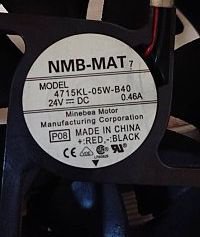 NMB-MAT 7
MODEL
4715KL-05W-B40
24V ⎓ DC 0.46A
Minebea Motor
Manufacturing Corporation
P08 MADE IN CHINA
+:RED.-:BLACK